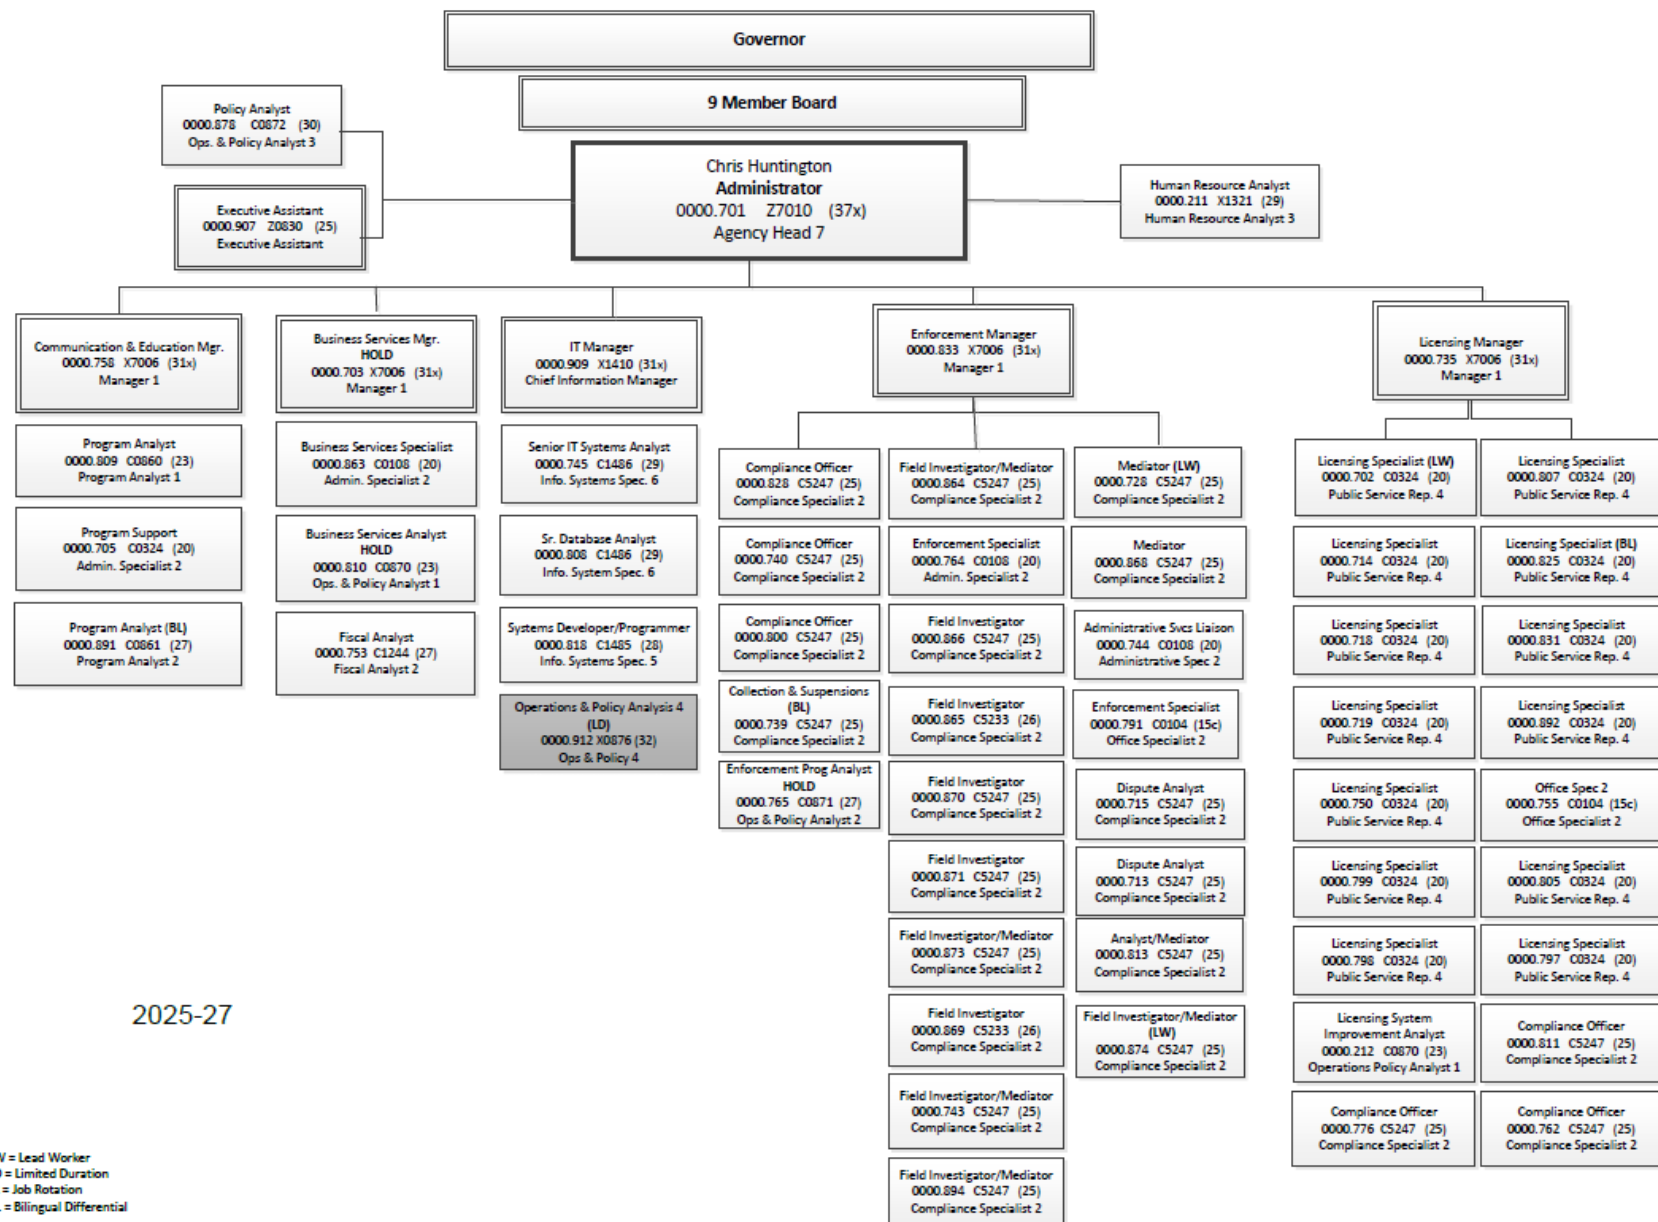 Governor
9 Member Board
Policy Analyst
0000.878 C0872 (30)
Ops. & Policy Analyst 3
Executive Assistant
0000.907 Z0830 (25)
Executive Assistant
Chris Huntington
Administrator
0000.701 Z7010 (37x)
Agency Head 7
Human Resource Analyst
0000.211 X1321 (29)
Human Resource Analyst 3
Communication & Education Mgr.
0000.758 X7006 (31x)
Manager 1
Program Analyst
0000.809 C0860 (23)
Program Analyst 1
Program Support
0000.705 C0324 (20)
Admin. Specialist 2
Program Analyst (BL)
0000.891 C0861 (27)
Program Analyst 2
Business Services Mgr.
HOLD
0000.703 X7006 (31x)
Manager 1
Business Services Specialist
0000.863 C0108 (20)
Admin. Specialist 2
Business Services Analyst
HOLD
0000.810 C0870 (23)
Ops. & Policy Analyst 1
Fiscal Analyst
0000.753 C1244 (27)
Fiscal Analyst 2
IT Manager
0000.909 X1410 (31x)
Chief Information Manager
Senior IT Systems Analyst
0000.745 C1486 (29)
Info. Systems Spec. 6
Sr. Database Analyst
0000.808 C1486 (29)
Info. System Spec. 6
Systems Developer/Programmer
0000.818 C1485 (28)
Info. Systems Spec. 5
Operations & Policy Analysis 4
(LD)
0000.912 X0876 (32)
Ops & Policy 4
Enforcement Manager
0000.833 X7006 (31x)
Manager 1
Compliance Officer
0000.828 C5247 (25)
Compliance Specialist 2
Compliance Officer
0000.740 C5247 (25)
Compliance Specialist 2
Compliance Officer
0000.800 C5247 (25)
Compliance Specialist 2
Collection & Suspensions
(BL)
0000.739 C5247 (25)
Compliance Specialist 2
Enforcement Prog Analyst
HOLD
0000.765 C0871 (27)
Ops & Policy Analyst 2
Field Investigator/Mediator
0000.864 C5247 (25)
Compliance Specialist 2
Enforcement Specialist
0000.764 C0108 (20)
Admin. Specialist 2
Field Investigator
0000.866 C5247 (25)
Compliance Specialist 2
Field Investigator
0000.865 C5233 (26)
Compliance Specialist 2
Field Investigator
0000.870 C5247 (25)
Compliance Specialist 2
Field Investigator
0000.871 C5247 (25)
Compliance Specialist 2
Field Investigator/Mediator
0000.873 C5247 (25)
Compliance Specialist 2
Field Investigator
0000.869 C5233 (26)
Compliance Specialist 2
Field Investigator/Mediator
0000.743 C5247 (25)
Compliance Specialist 2
Field Investigator/Mediator
0000.894 C5247 (25)
Compliance Specialist 2
Mediator (LW)
0000.728 C5247 (25)
Compliance Specialist 2
Mediator
0000.868 C5247 (25)
Compliance Specialist 2
Administrative Svcs Liaison
0000.744 C0108 (20)
Administrative Spec 2
Enforcement Specialist
0000.791 C0104 (15c)
Office Specialist 2
Dispute Analyst
0000.715 C5247 (25)
Compliance Specialist 2
Dispute Analyst
0000.713 C5247 (25)
Compliance Specialist 2
Analyst/Mediator
0000.813 C5247 (25)
Compliance Specialist 2
Field Investigator/Mediator
(LW)
0000.874 C5247 (25)
Compliance Specialist 2
Licensing Manager
0000.735 X7006 (31x)
Manager 1
Licensing Specialist (LW)
0000.702 C0324 (20)
Public Service Rep. 4
Licensing Specialist
0000.714 C0324 (20)
Public Service Rep. 4
Licensing Specialist
0000.718 C0324 (20)
Public Service Rep. 4
Licensing Specialist
0000.719 C0324 (20)
Public Service Rep. 4
Licensing Specialist
0000.750 C0324 (20)
Public Service Rep. 4
Licensing Specialist
0000.799 C0324 (20)
Public Service Rep. 4
Licensing Specialist
0000.798 C0324 (20)
Public Service Rep. 4
Licensing System
Improvement Analyst
0000.212 C0870 (23)
Operations Policy Analyst 1
Compliance Officer
0000.776 C5247 (25)
Compliance Specialist 2
Licensing Specialist
0000.807 C0324 (20)
Public Service Rep. 4
Licensing Specialist (BL)
0000.825 C0324 (20)
Public Service Rep. 4
Licensing Specialist
0000.831 C0324 (20)
Public Service Rep. 4
Licensing Specialist
0000.892 C0324 (20)
Public Service Rep. 4
Office Spec 2
0000.755 C0104 (15c)
Office Specialist 2
Licensing Specialist
0000.805 C0324 (20)
Public Service Rep. 4
Licensing Specialist
0000.797 C0324 (20)
Public Service Rep. 4
Compliance Officer
0000.811 C5247 (25)
Compliance Specialist 2
Compliance Officer
0000.762 C5247 (25)
Compliance Specialist 2
2025-27
= Lead Worker
= Limited Duration
= Job Rotation
= Bilingual Differential